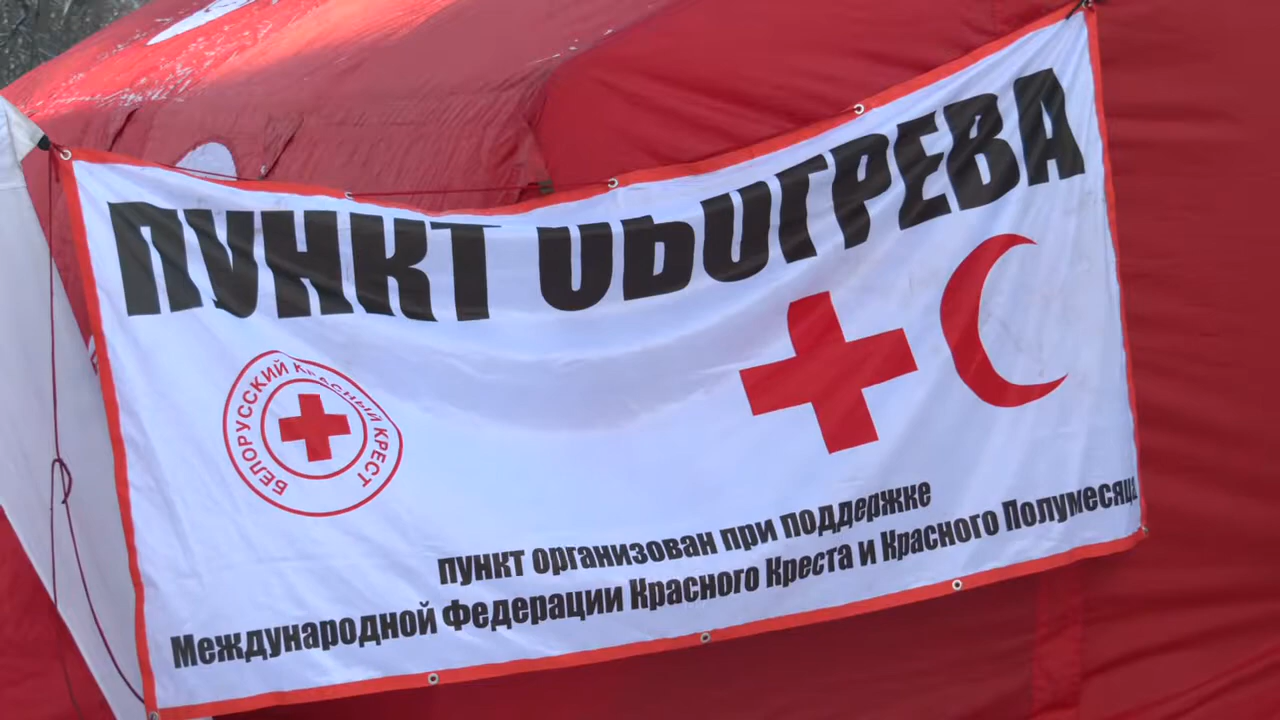 ПУНКТ ОБОГРЕВА
БЕЛОРУССКИЙ КРАСНЫЙ КРЕСТ
пункт организован при поддержке
Международной Федерации Красного Креста и Красного Полумесяца